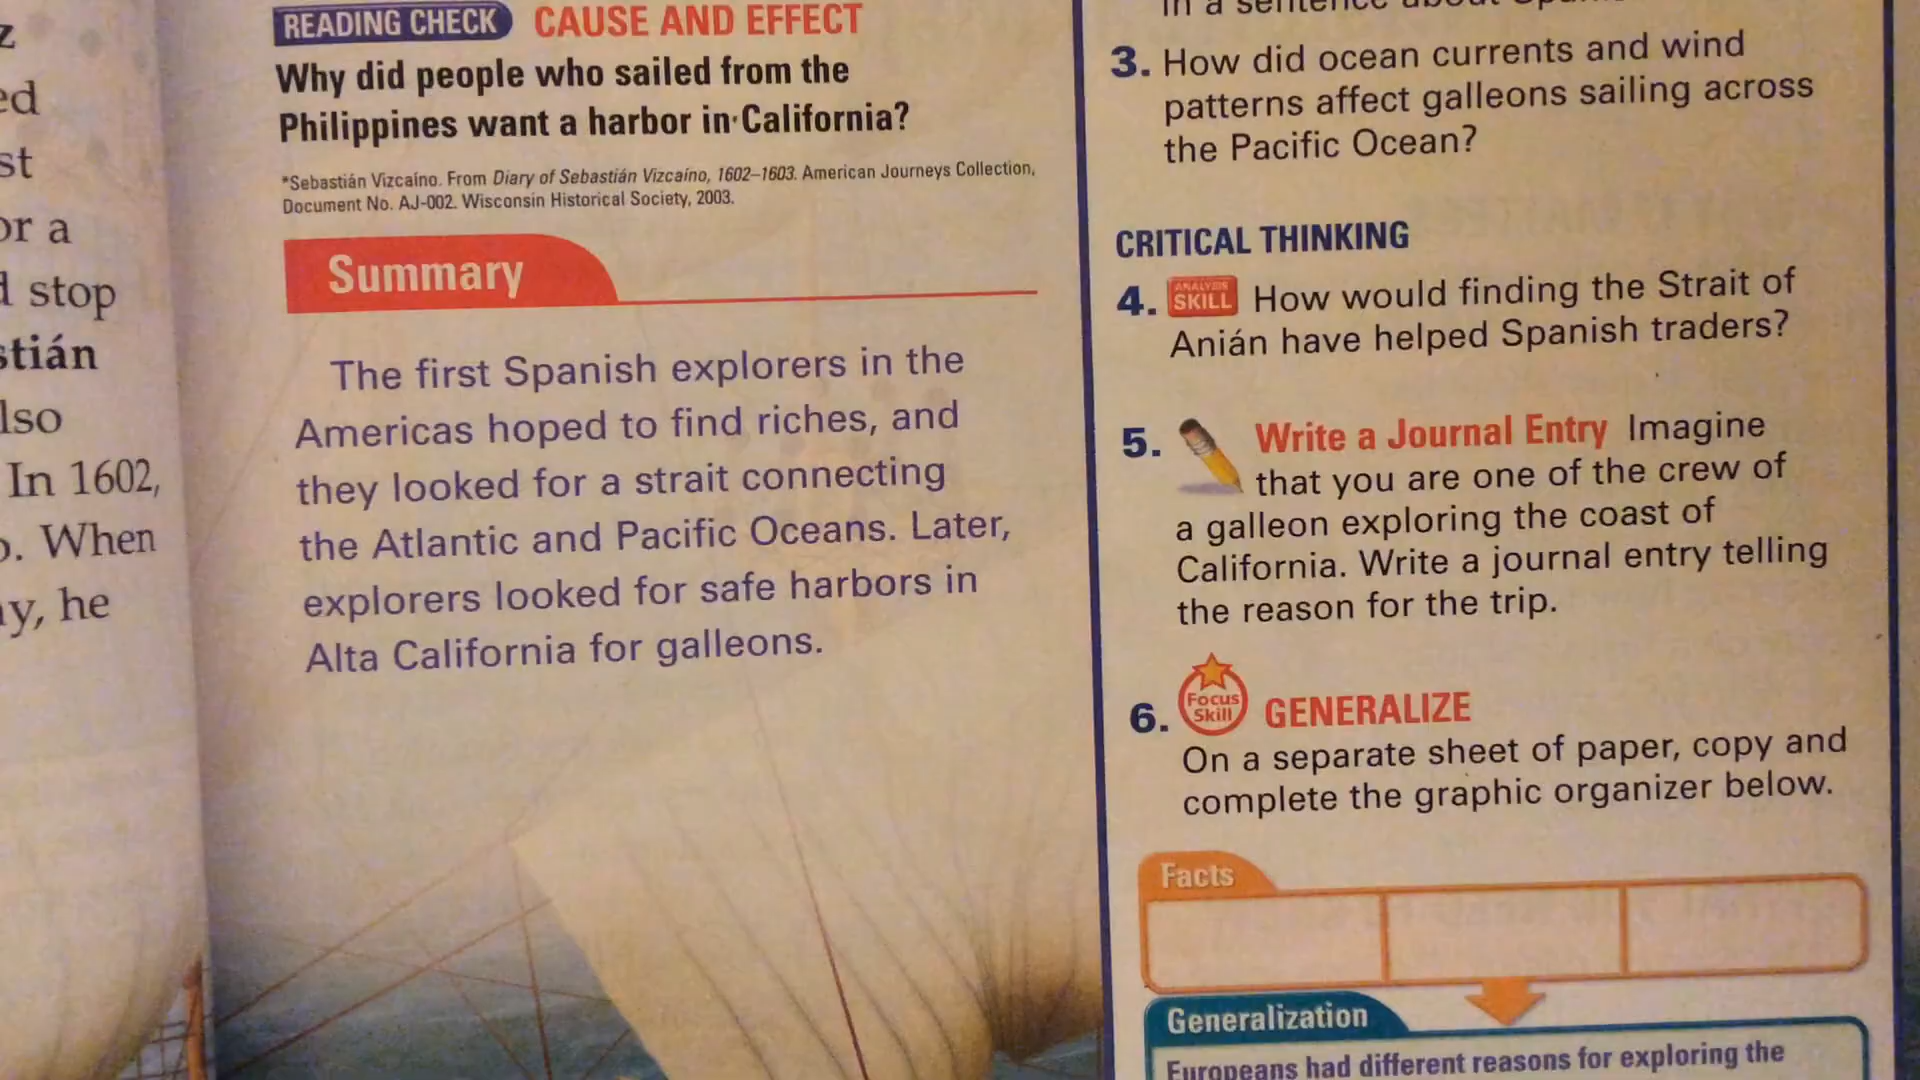 z
ed
st
or a
stop
stián
lso
In 1602,
o. When
ay, he
READING CHECK CAUSE AND EFFECT
Why did people who sailed from the
Philippines want a harbor in California?
*Sebastián Vizcaíno. From Diary of Sebastián Vizcaíno, 1602–1603. American Journeys Collection,
Document No. AJ-002. Wisconsin Historical Society, 2003.
Summary
The first Spanish explorers in the
Americas hoped to find riches, and
they looked for a strait connecting
the Atlantic and Pacific Oceans. Later,
explorers looked for safe harbors in
Alta California for galleons.
in a sentence about
3. How did ocean currents and wind
patterns affect galleons sailing across
the Pacific Ocean?
CRITICAL THINKING
4. ANALYSIS SKILL How would finding the Strait of
Anián have helped Spanish traders?
5. Write a Journal Entry Imagine
that you are one of the crew of
a galleon exploring the coast of
California. Write a journal entry telling
the reason for the trip.
6. Focus Skill GENERALIZE
On a separate sheet of paper, copy and
complete the graphic organizer below.
Facts
Generalization
Europeans had different reasons for exploring the